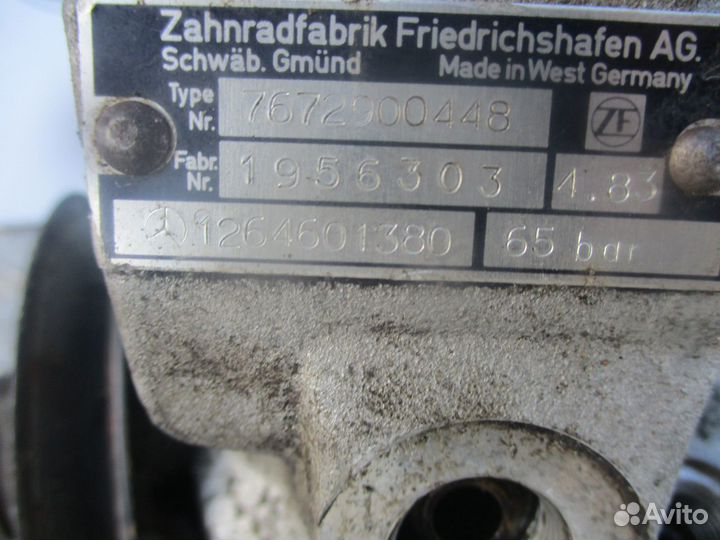 Zahnradfabrik Friedrichshafen AG.
Schwäb. Gmünd Made in West Germany
Type Nr. 7672900448 ZF
Fabr. Nr. 1956303 1.83
1264601380 65 bar
Avito